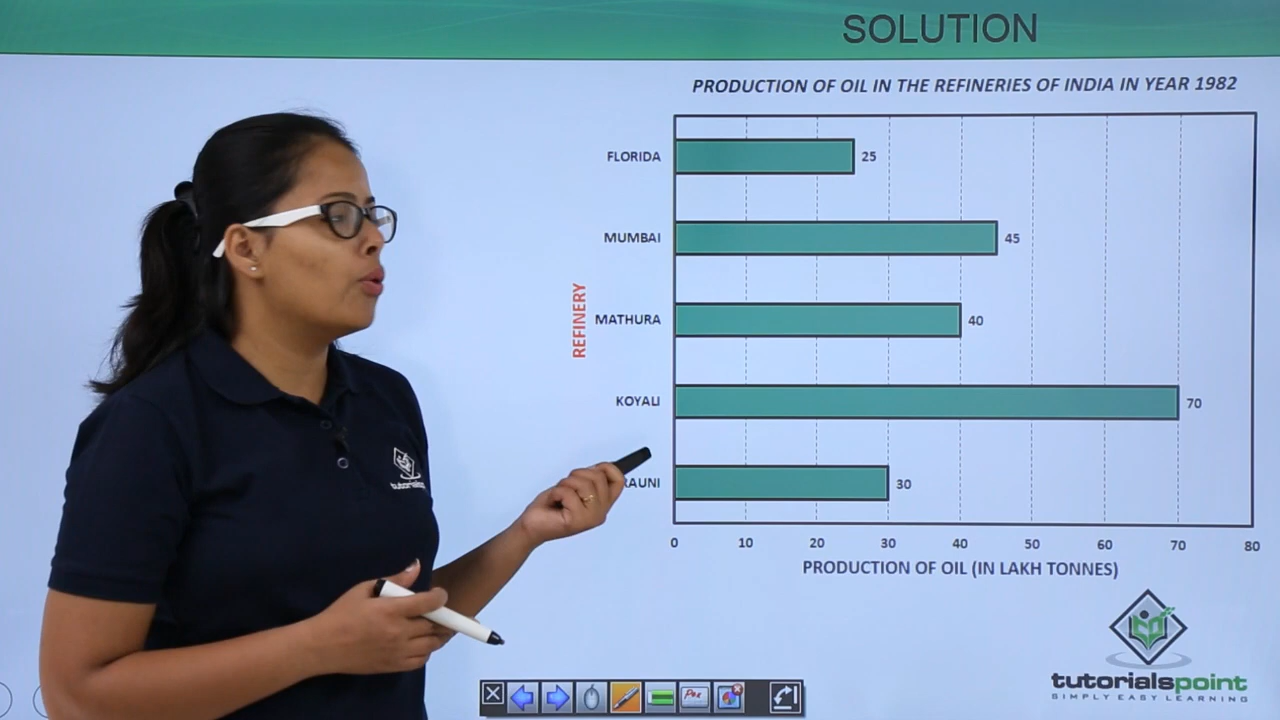 SOLUTION
PRODUCTION OF OIL IN THE REFINERIES OF INDIA IN YEAR 1982
FLORIDA
25
MUMBAI
45
REFINERY
MATHURA
40
KOYALI
70
RAUNI
30
0 10 20 30 40 50 60 70 80
PRODUCTION OF OIL (IN LAKH TONNES)
tutorialspoint
SIMPLY EASY LEARNING